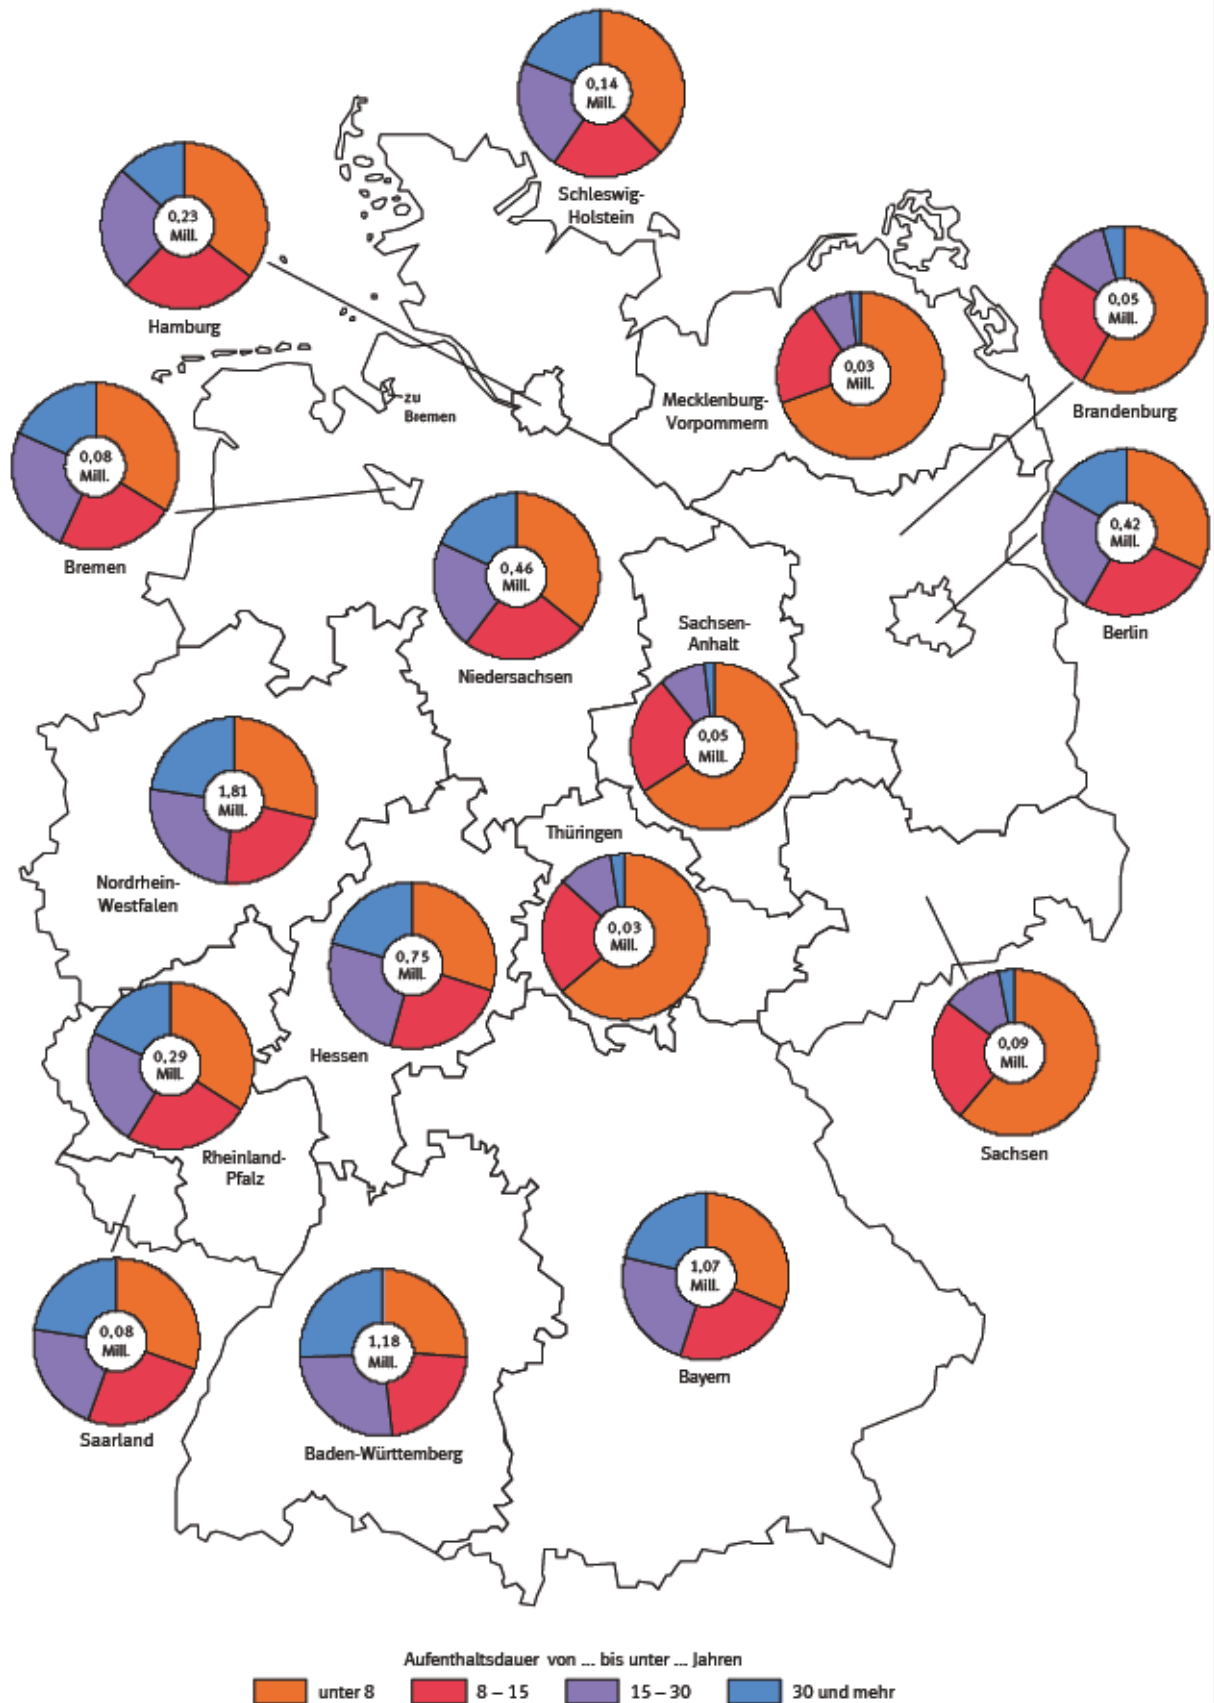 0,14
Mill.
Schleswig-
Holstein
0,23
Mill.
Hamburg
0,05
Mill.
Brandenburg
0,03
Mill.
Mecklenburg-
Vorpommern
zu
Bremen
0,08
Mill.
Bremen
0,42
Mill.
Berlin
0,46
Mill.
Niedersachsen
Sachsen-
Anhalt
0,05
Mill.
1,81
Mill.
Nordrhein-
Westfalen
Thüringen
0,03
Mill.
0,75
Mill.
Hessen
0,09
Mill.
Sachsen
0,29
Mill.
Rheinland-
Pfalz
1,07
Mill.
Bayern
0,08
Mill.
Saarland
1,18
Mill.
Baden-Württemberg
Aufenthaltsdauer von ... bis unter ... Jahren
unter 8 8 – 15 15 – 30 30 und mehr